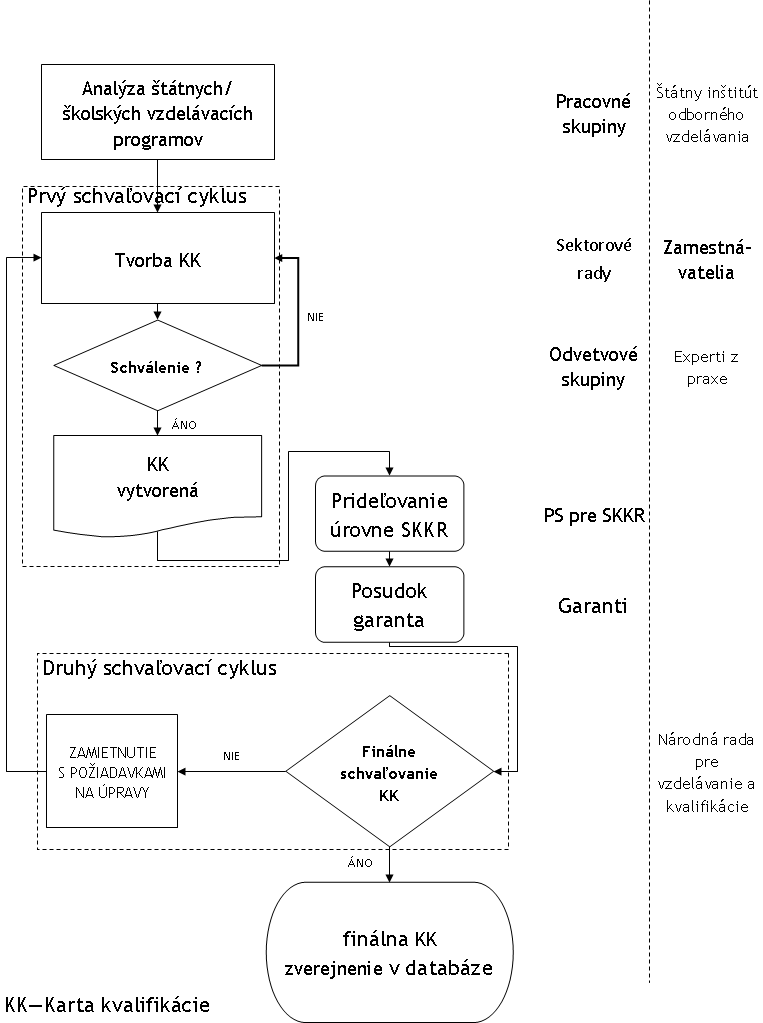 Analýza štátnych/
školských vzdelávacích
programov
Pracovné
skupiny
Štátny inštitút
odborného
vzdelávania
Prvý schvaľovací cyklus
Tvorba KK
Sektorové
rady
Zamestná-
vatelia
NIE
Schválenie ?
Odvetvové
skupiny
Experti z
praxe
ÁNO
KK
vytvorená
Prideľovanie
úrovne SKKR
PS pre SKKR
Posudok
garanta
Garanti
Druhý schvaľovací cyklus
ZAMIETNUTIE
S POŽIADAVKAMI
NA ÚPRAVY
NIE
Finálne
schvaľovanie
KK
Národná rada
pre
vzdelávanie a
kvalifikácie
ÁNO
finálna KK
zverejnenie v databáze
KK—Karta kvalifikácie